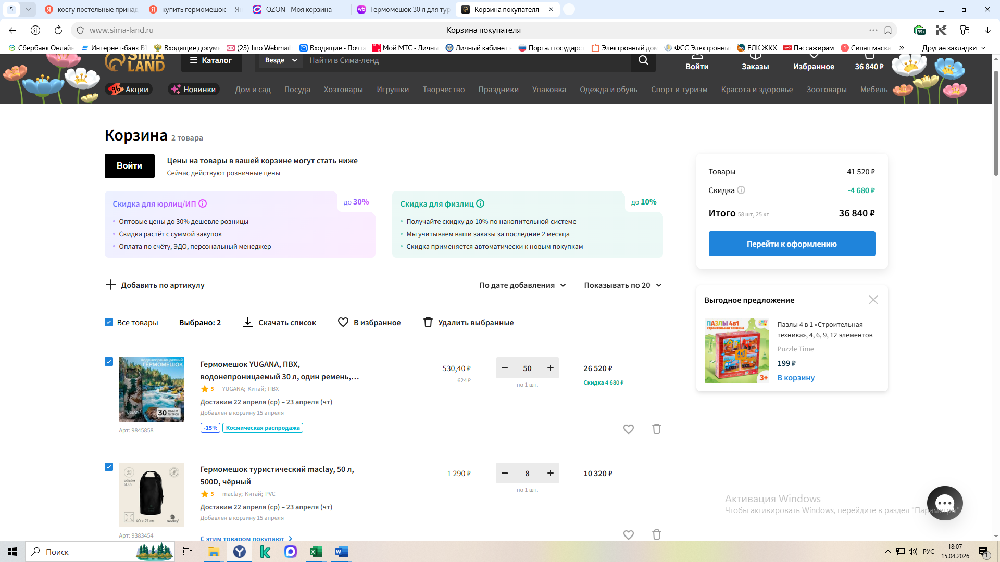 5
косгу постельные принад
купить гермомешок — Ян
OZON - Моя корзина
Гермомешок 30 л для тур
Корзина покупателя
www.sima-land.ru
Корзина покупателя
99+
Сбербанк Онлайн
Интернет-банк ВТ
Входящие докуме
(23) Jino Webmail
Входящие - Почта
Мой МТС - Личны
Личный кабинет н
Портал государст
Электронный дом
ФСС Электронны
ЕЛК ЖКХ
Пассажирам
Сипап маска
»
Другие закладки
SIMA LAND
Каталог
Везде
Найти в Сима-ленд
Войти
Заказы
Избранное
36 840 ₽
Акции
Новинки
Дом и сад
Посуда
Хозтовары
Игрушки
Творчество
Праздники
Упаковка
Одежда и обувь
Спорт и туризм
Красота и здоровье
Зоотовары
Мебель
Корзина 2 товара
Войти
Цены на товары в вашей корзине могут стать ниже
Сейчас действуют розничные цены
Скидка для юрлиц/ИП
до 30%
• Оптовые цены до 30% дешевле розницы
• Скидка растёт с суммой закупок
• Оплата по счёту, ЭДО, персональный менеджер
Скидка для физлиц
до 10%
• Получайте скидку до 10% по накопительной системе
• Мы учитываем ваши заказы за последние 2 месяца
• Скидка применяется автоматически к новым покупкам
Товары 41 520 ₽
Скидка -4 680 ₽
Итого 58 шт, 25 кг 36 840 ₽
Перейти к оформлению
Добавить по артикулу
По дате добавления
Показывать по 20
Все товары
Выбрано: 2
Скачать список
В избранное
Удалить выбранные
Выгодное предложение
ПАЗЛЫ 4в1
строительная техника
4в1
3+
Пазлы 4 в 1 «Строительная
техника», 4, 6, 9, 12 элементов
Puzzle Time
199 ₽
В корзину
водонепроницаемый
ГЕРМОМЕШОК
YUGANA
30 ОБЪЁМ ЛИТРОВ
Арт: 9845858
Гермомешок YUGANA, ПВХ,
водонепроницаемый 30 л, один ремень,…
5 YUGANA; Китай; ПВХ
Доставим 22 апреля (ср) – 23 апреля (чт)
Добавлен в корзину 15 апреля
-15% Космическая распродажа
530,40 ₽
624 ₽
50
по 1 шт.
26 520 ₽
Скидка 4 680 ₽
объём
50 л
40 х 27 см
maclay
Арт: 9383454
Гермомешок туристический maclay, 50 л,
500D, чёрный
5 maclay; Китай; PVC
Доставим 22 апреля (ср) – 23 апреля (чт)
Добавлен в корзину 15 апреля
С этим товаром покупают
1 290 ₽
8
по 1 шт.
10 320 ₽
Активация Windows
Чтобы активировать Windows, перейдите в раздел "Параметры".
Поиск
РУС
18:07
15.04.2026
1